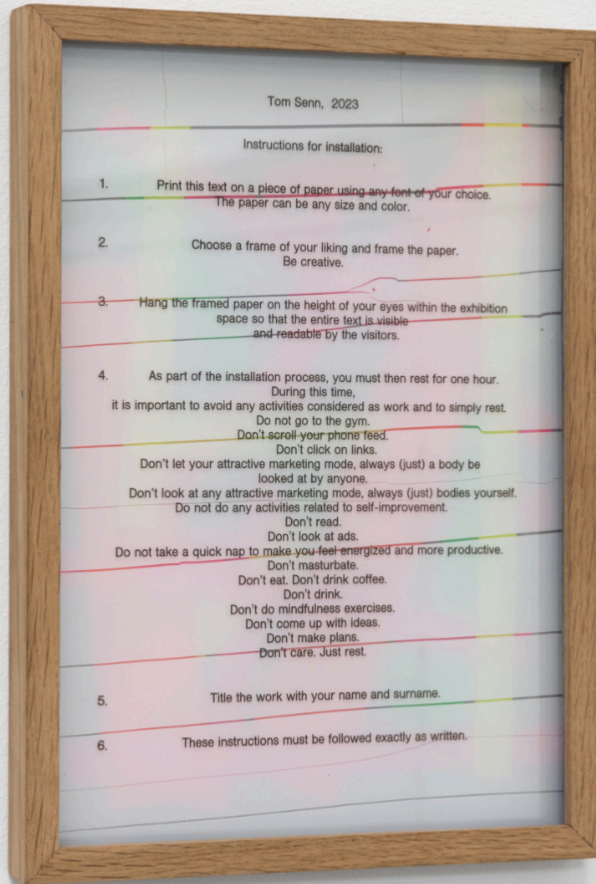 Tom Senn, 2023
Instructions for installation:
1. Print this text on a piece of paper using any font of your choice.
The paper can be any size and color.
2. Choose a frame of your liking and frame the paper.
Be creative.
3. Hang the framed paper on the height of your eyes within the exhibition
space so that the entire text is visible
and readable by the visitors.
4. As part of the installation process, you must then rest for one hour.
During this time,
it is important to avoid any activities considered as work and to simply rest.
Do not go to the gym.
Don't scroll your phone feed.
Don't click on links.
Don't let your attractive marketing mode, always (just) a body be
looked at by anyone.
Don't look at any attractive marketing mode, always (just) bodies yourself.
Do not do any activities related to self-improvement.
Don't read.
Don't look at ads.
Do not take a quick nap to make you feel energized and more productive.
Don't masturbate.
Don't eat. Don't drink coffee.
Don't drink.
Don't do mindfulness exercises.
Don't come up with ideas.
Don't make plans.
Don't care. Just rest.
5. Title the work with your name and surname.
6. These instructions must be followed exactly as written.